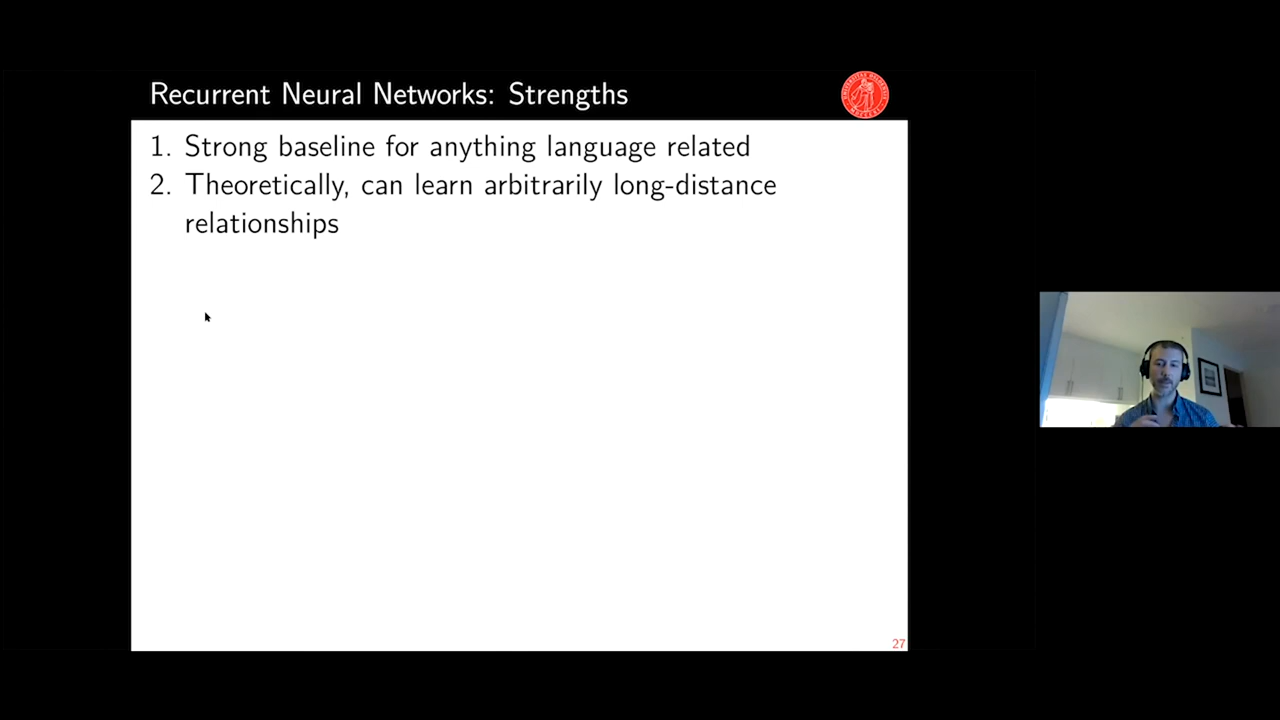 Recurrent Neural Networks: Strengths
1. Strong baseline for anything language related
2. Theoretically, can learn arbitrarily long-distance
relationships
27